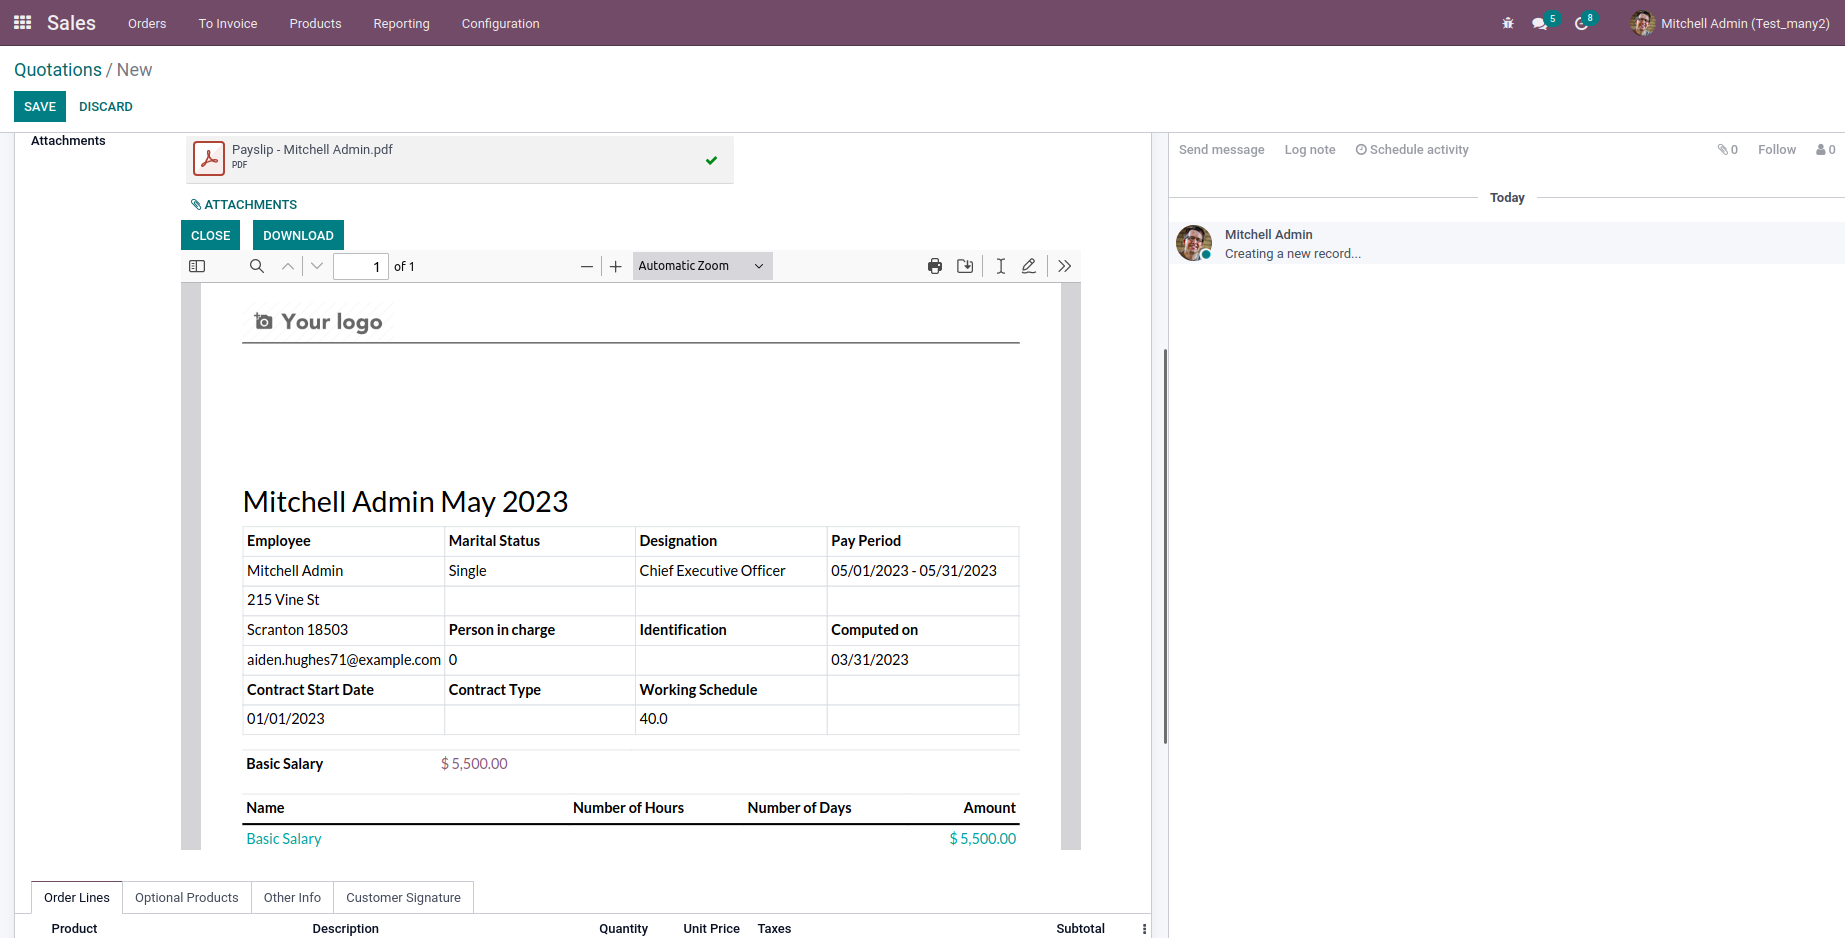 Sales Orders To Invoice Products Reporting Configuration 5 8 Mitchell Admin (Test_many2)
Quotations / New
SAVE DISCARD
Attachments
Payslip - Mitchell Admin.pdf
PDF
ATTACHMENTS
CLOSE DOWNLOAD
1 of 1 Automatic Zoom
Your logo
Mitchell Admin May 2023
Employee Marital Status Designation Pay Period
Mitchell Admin Single Chief Executive Officer 05/01/2023 - 05/31/2023
215 Vine St
Scranton 18503 Person in charge Identification Computed on
aiden.hughes71@example.com 0 03/31/2023
Contract Start Date Contract Type Working Schedule
01/01/2023 40.0
Basic Salary $ 5,500.00
Name Number of Hours Number of Days Amount
Basic Salary $ 5,500.00
Order Lines Optional Products Other Info Customer Signature
Product Description Quantity Unit Price Taxes Subtotal
Send message Log note Schedule activity 0 Follow 0
Today
Mitchell Admin
Creating a new record...